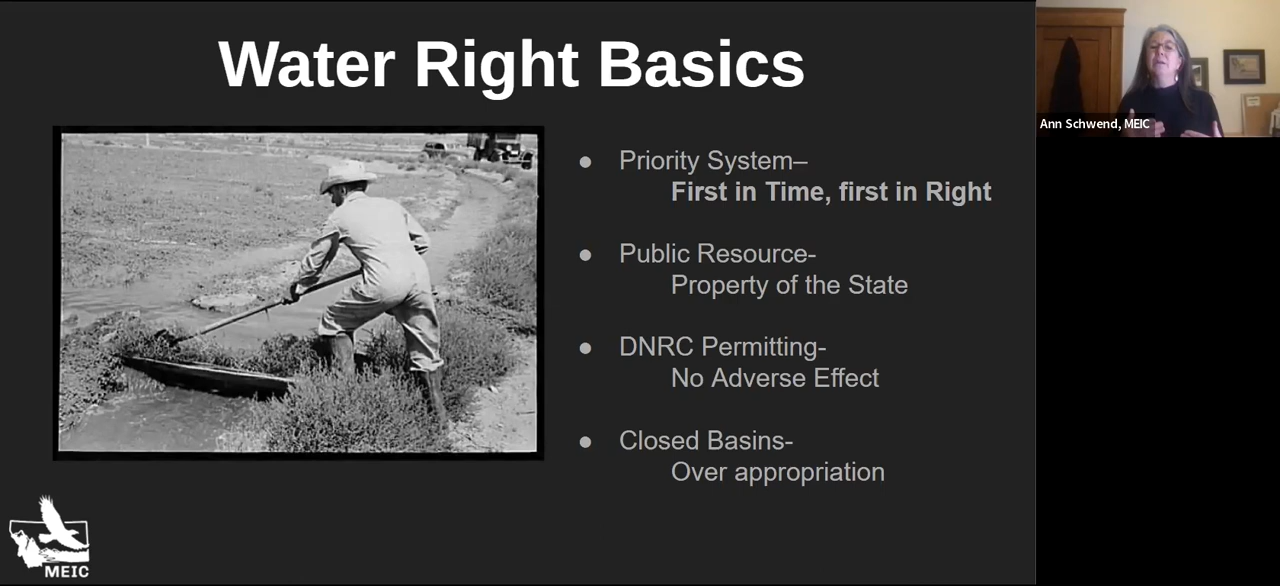 Water Right Basics
● Priority System–
First in Time, first in Right
● Public Resource-
Property of the State
● DNRC Permitting-
No Adverse Effect
● Closed Basins-
Over appropriation
MEIC
Ann Schwend, MEIC